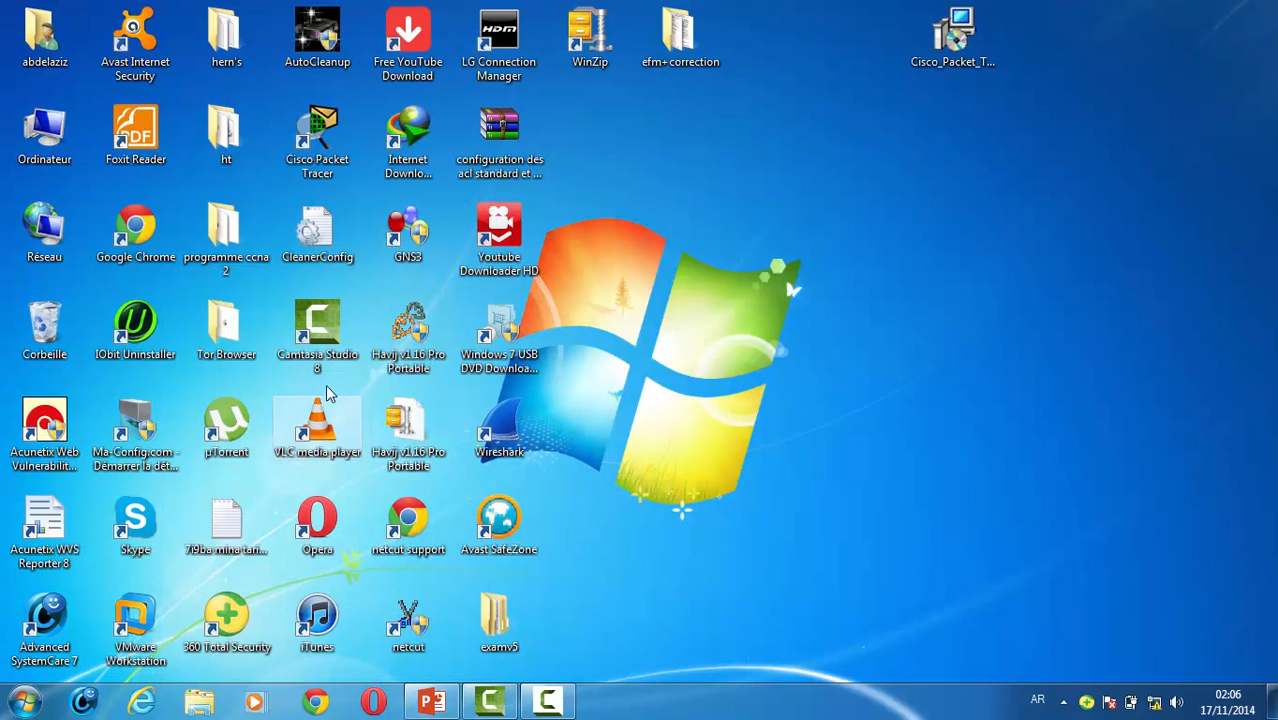 abdelaziz
Avast Internet
Security
hern's
AutoCleanup
Free YouTube
Download
HDM
LG Connection
Manager
WinZip
efm+correction
Cisco_Packet_T...
Ordinateur
PDF
Foxit Reader
ht
Cisco Packet
Tracer
Internet
Downlo...
configuration des
acl standard et ...
Réseau
Google Chrome
programme ccna
2
CleanerConfig
GNS3
Youtube
Downloader HD
Corbeille
IObit Uninstaller
Tor Browser
Camtasia Studio
8
Havij v1.16 Pro
Portable
Windows 7 USB
DVD Downloa...
Acunetix Web
Vulnerabilit...
Ma-Config.com -
Démarrer la dét...
µTorrent
VLC media player
Havij v1.16 Pro
Portable
Wireshark
Acunetix WVS
Reporter 8
Skype
7i9ba mina tari...
Opera
netcut support
Avast SafeZone
Advanced
SystemCare 7
VMware
Workstation
360 Total Security
iTunes
netcut
examv5
AR
02:06
17/11/2014